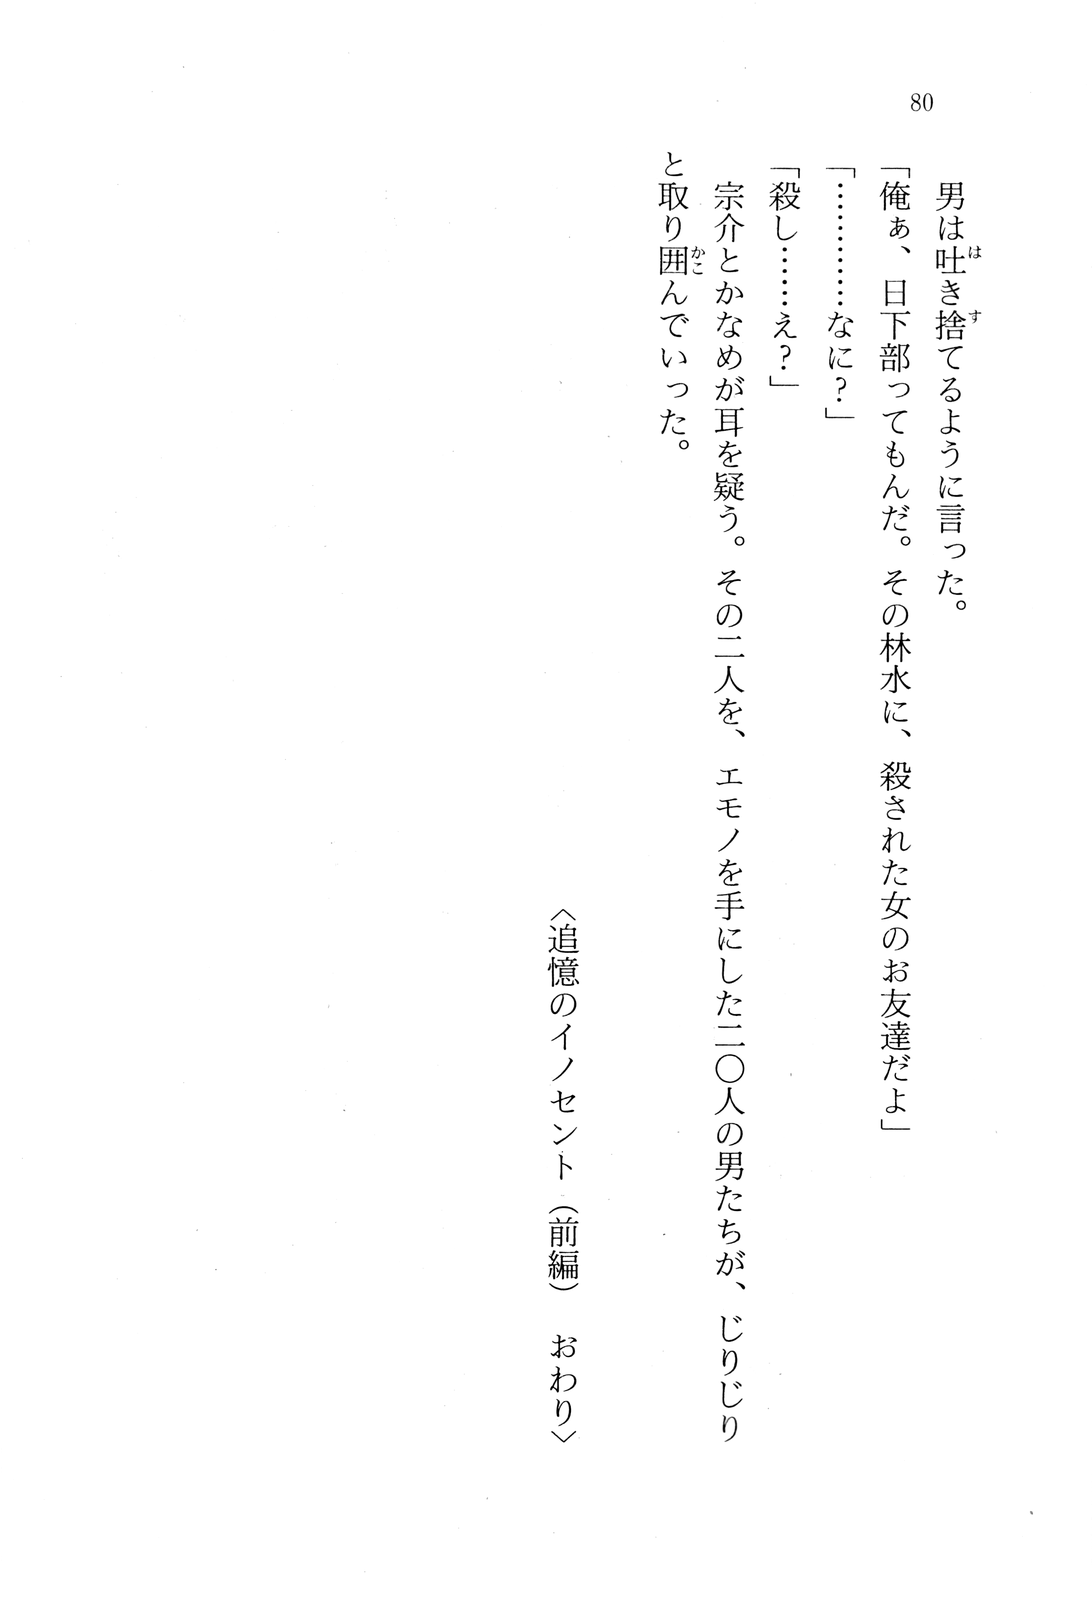 80
男は吐き捨てるように言った。
「俺ぁ、日下部ってもんだ。その林水に、殺された女のお友達だよ」
「…………なに？」
「殺し……え？」
宗介とかなめが耳を疑う。その二人を、エモノを手にした二〇人の男たちが、じりじり
と取り囲んでいった。
〈追憶のイノセント（前編）　おわり〉